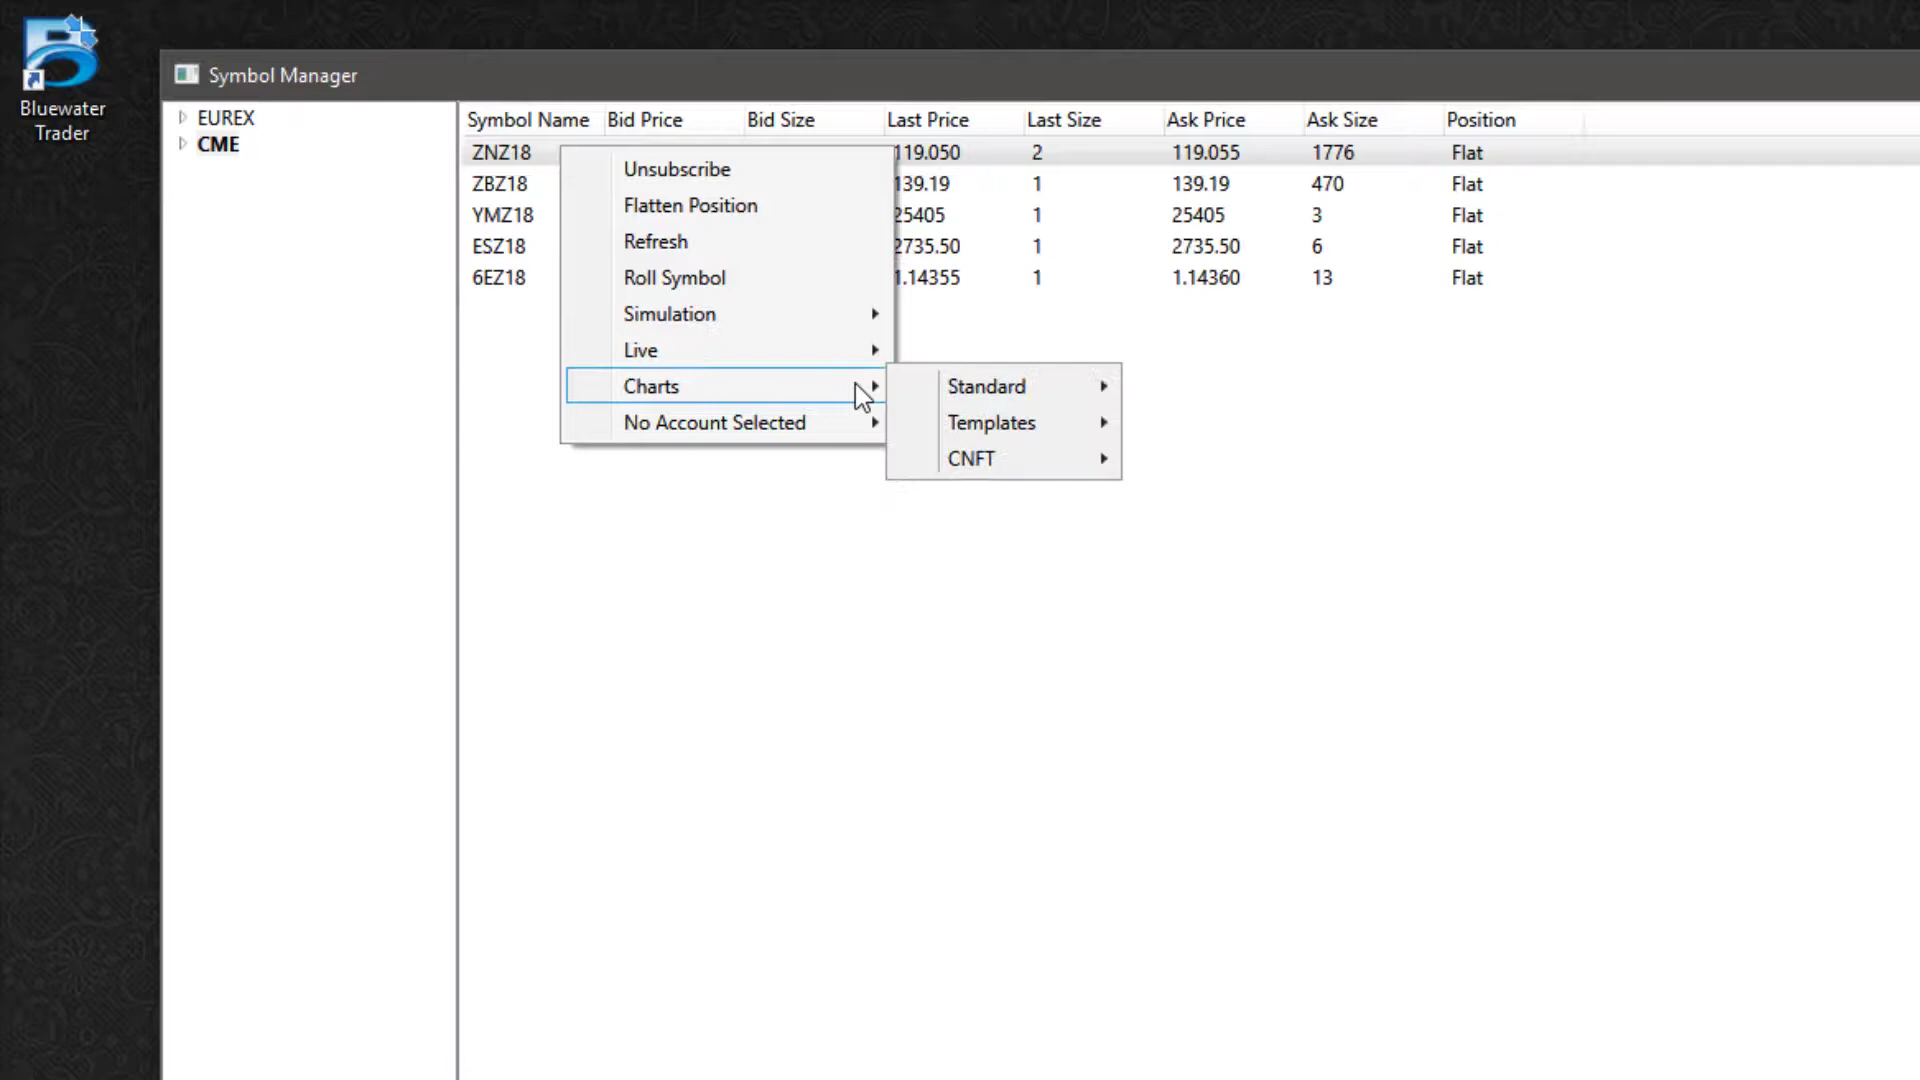 Bluewater
Trader
Symbol Manager
EUREX
CME
Symbol Name Bid Price Bid Size Last Price Last Size Ask Price Ask Size Position
ZNZ18 119.050 2 119.055 1776 Flat
ZBZ18 139.19 1 139.19 470 Flat
YMZ18 25405 1 25405 3 Flat
ESZ18 2735.50 1 2735.50 6 Flat
6EZ18 1.14355 1 1.14360 13 Flat
Unsubscribe
Flatten Position
Refresh
Roll Symbol
Simulation
Live
Charts
No Account Selected
Standard
Templates
CNFT